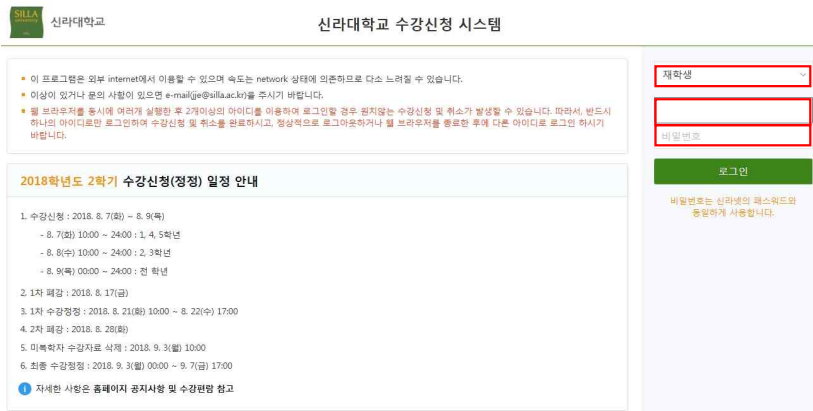 SILLA
신라대학교
신라대학교 수강신청 시스템
이 프로그램은 외부 internet에서 이용할 수 있으며 속도는 network 상태에 의존하므로 다소 느려질 수 있습니다.
이상이 있거나 문의 사항이 있으면 e-mail(jje@silla.ac.kr)을 주시기 바랍니다.
웹 브라우저를 동시에 여러개 실행한 후 2개이상의 아이디를 이용하여 로그인할 경우 원치않는 수강신청 및 취소가 발생할 수 있습니다. 따라서, 반드시
하나의 아이디로만 로그인하여 수강신청 및 취소를 완료하시고, 정상적으로 로그아웃하거나 웹 브라우저를 종료한 후에 다른 아이디로 로그인 하시기
바랍니다.
재학생
비밀번호
로그인
비밀번호는 신라넷의 패스워드와
동일하게 사용합니다.
2018학년도 2학기 수강신청(정정) 일정 안내
1. 수강신청 : 2018. 8. 7(화) ~ 8. 9(목)
- 8. 7(화) 10:00 ~ 24:00 : 1, 4, 5학년
- 8. 8(수) 10:00 ~ 24:00 : 2, 3학년
- 8. 9(목) 00:00 ~ 24:00 : 전 학년
2. 1차 폐강 : 2018. 8. 17(금)
3. 1차 수강정정 : 2018. 8. 21(화) 10:00 ~ 8. 22(수) 17:00
4. 2차 폐강 : 2018. 8. 28(화)
5. 미복학자 수강자료 삭제 : 2018. 9. 3(월) 10:00
6. 최종 수강정정 : 2018. 9. 3(월) 00:00 ~ 9. 7(금) 17:00
i 자세한 사항은 홈페이지 공지사항 및 수강편람 참고